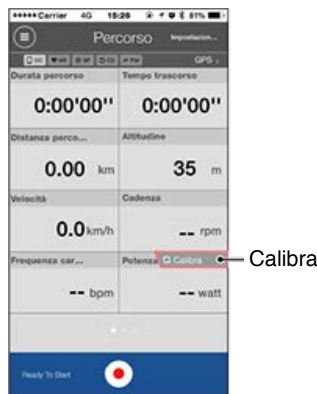 Carrier 4G 15:26 81%
Percorso Impostazion...
GPS
Durata percorso Tempo trascorso
0:00'00" 0:00'00"
Distanza perco... Altitudine
0.00 km 35 m
Velocità Cadenza
0.0 km/h -- rpm
Frequenza car... Potenza Calibra Calibra
-- bpm -- watt
Ready To Start